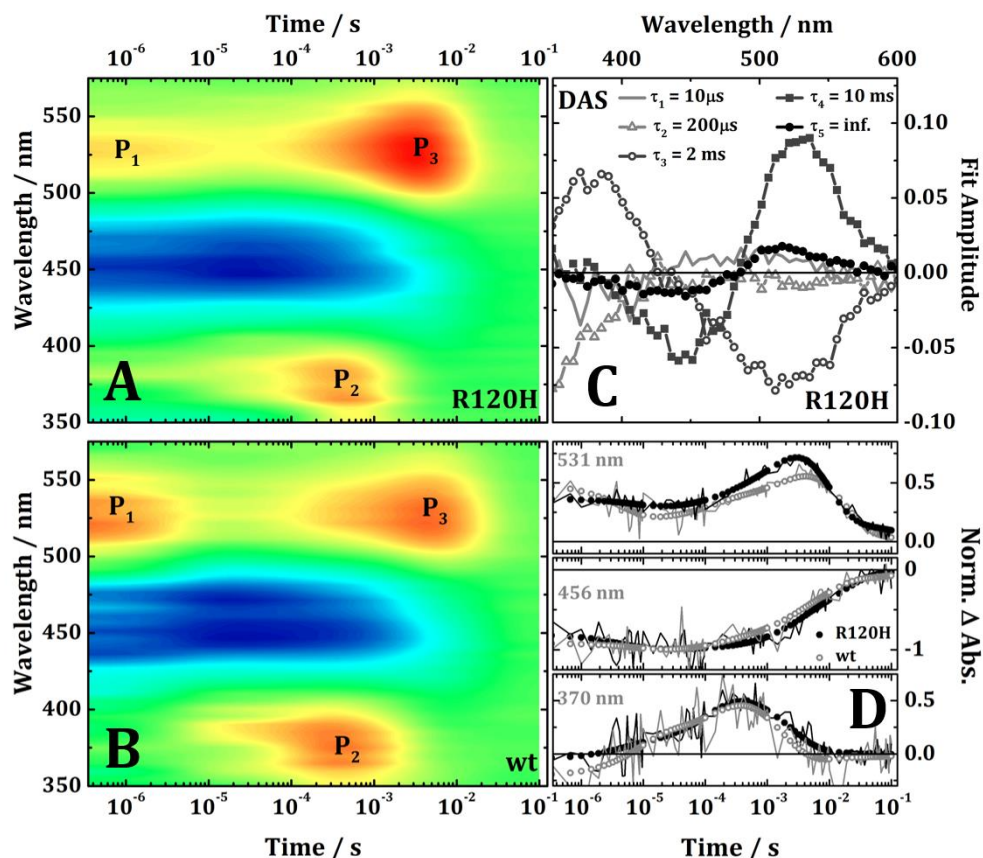 Time / s
10⁻⁶ 10⁻⁵ 10⁻⁴ 10⁻³ 10⁻² 10⁻¹
Wavelength / nm
550
500
450
400
350
P₁
P₃
P₂
A
R120H
Wavelength / nm
400 500 600
DAS
τ₁ = 10μs
τ₂ = 200μs
τ₃ = 2 ms
τ₄ = 10 ms
τ₅ = inf.
0.10
0.05
0.00
-0.05
-0.10
Fit Amplitude
C
R120H
Wavelength / nm
550
500
450
400
350
P₁
P₃
P₂
B
wt
10⁻⁶ 10⁻⁵ 10⁻⁴ 10⁻³ 10⁻² 10⁻¹
Time / s
531 nm
0.5
0.0
456 nm
0
-1
R120H
wt
370 nm
0.5
0.0
D
Norm. Δ Abs.
10⁻⁶ 10⁻⁵ 10⁻⁴ 10⁻³ 10⁻² 10⁻¹
Time / s